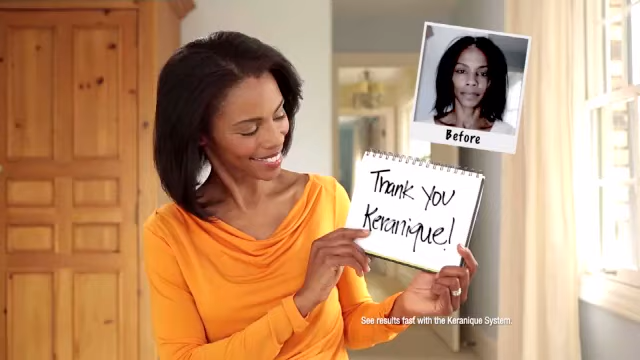 Before
Thank You
Keranique!
See results fast with the Keranique System.